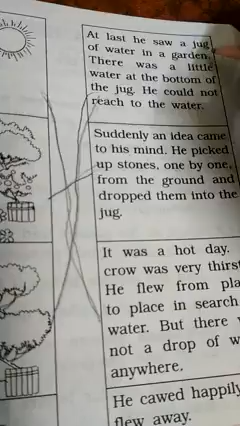 At last he saw a jug
of water in a garden.
There was a little
water at the bottom of
the jug. He could not
reach to the water.
Suddenly an idea came
to his mind. He picked
up stones, one by one,
from the ground and
dropped them into the
jug.
It was a hot day.
crow was very thirst
He flew from pla
to place in search
water. But there
not a drop of w
anywhere.
He cawed happily
flew away.